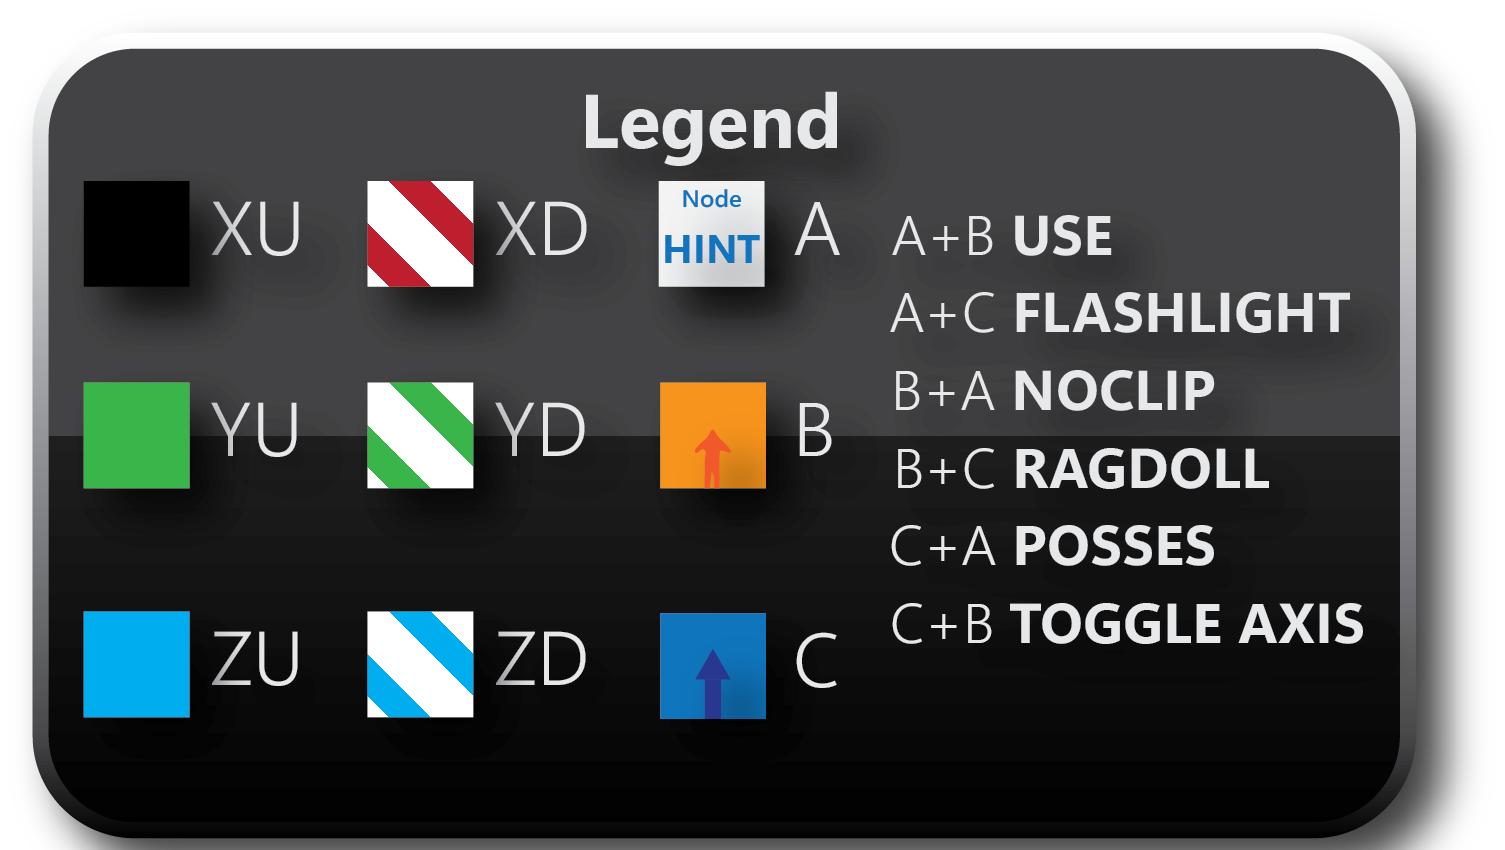 Legend
XU
XD
Node
HINT
A
YU
YD
B
ZU
ZD
C
A+B USE
A+C FLASHLIGHT
B+A NOCLIP
B+C RAGDOLL
C+A POSSES
C+B TOGGLE AXIS